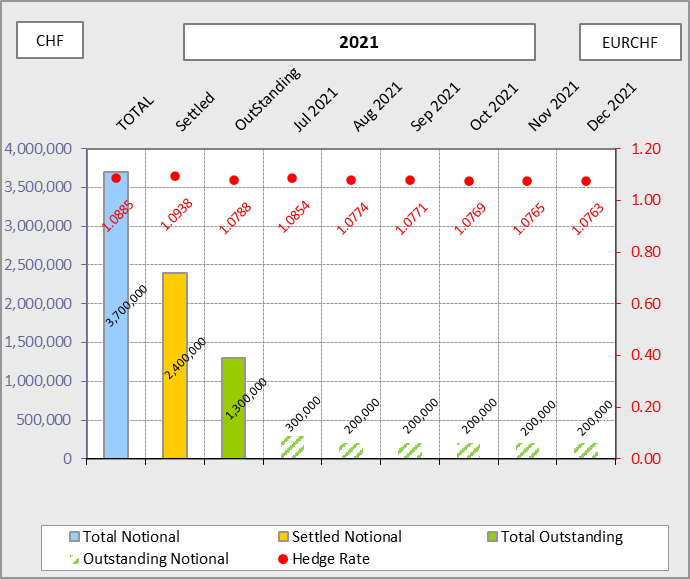 CHF 2021 EURCHF
TOTAL Settled OutStanding Jul 2021 Aug 2021 Sep 2021 Oct 2021 Nov 2021 Dec 2021
4,000,000 1.20
3,500,000 1.00
3,000,000
2,500,000 0.80
2,000,000 0.60
1,500,000
1,000,000 0.40
500,000 0.20
0 0.00
1.0885 1.0938 1.0788 1.0854 1.0774 1.0771 1.0769 1.0765 1.0763
3,700,000 2,400,000 1,300,000 300,000 200,000 200,000 200,000 200,000 200,000
Total Notional Settled Notional Total Outstanding
Outstanding Notional Hedge Rate